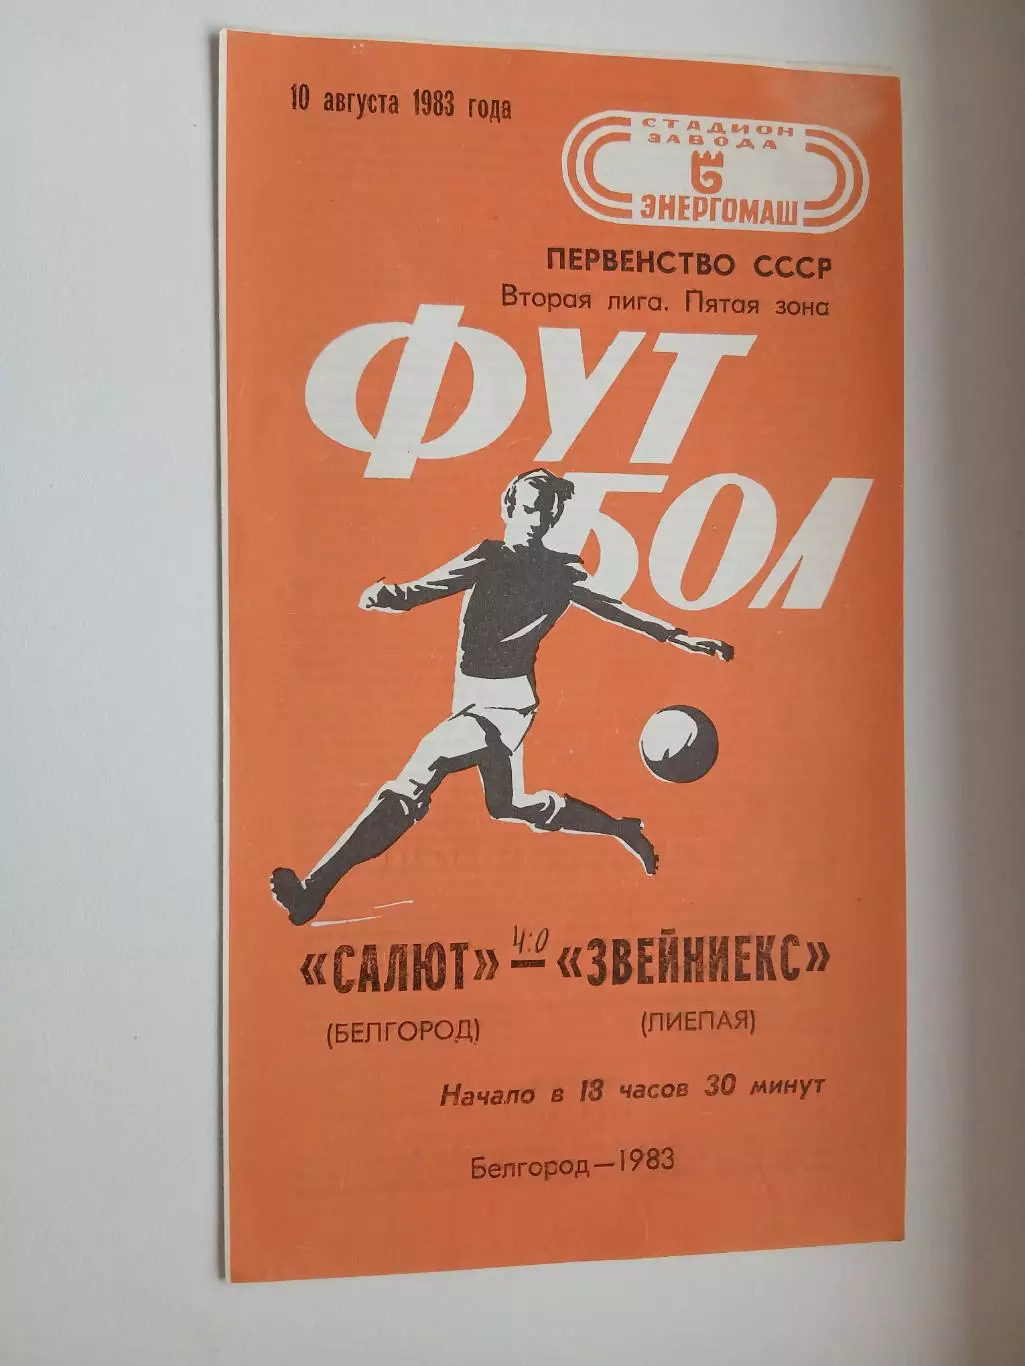 10 августа 1983 года
СТАДИОН
ЗАВОДА
ЭНЕРГОМАШ
ПЕРВЕНСТВО СССР
Вторая лига. Пятая зона
ФУТ
БОЛ
4:0
«САЛЮТ» — «ЗВЕЙНИЕКС»
(БЕЛГОРОД) (ЛИЕПАЯ)
Начало в 18 часов 30 минут
Белгород—1983